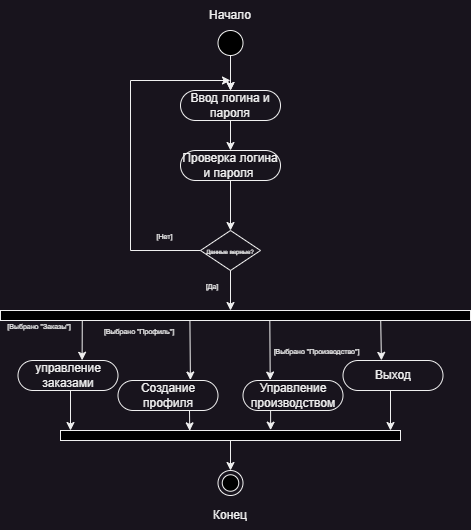 Начало
Ввод логина и
пароля
Проверка логина
и пароля
[Нет]
Данные верные?
[Да]
[Выбрано "Заказы"]
[Выбрано "Профиль"]
[Выбрано "Производство"]
управление
заказами
Создание
профиля
Управление
производством
Выход
Конец